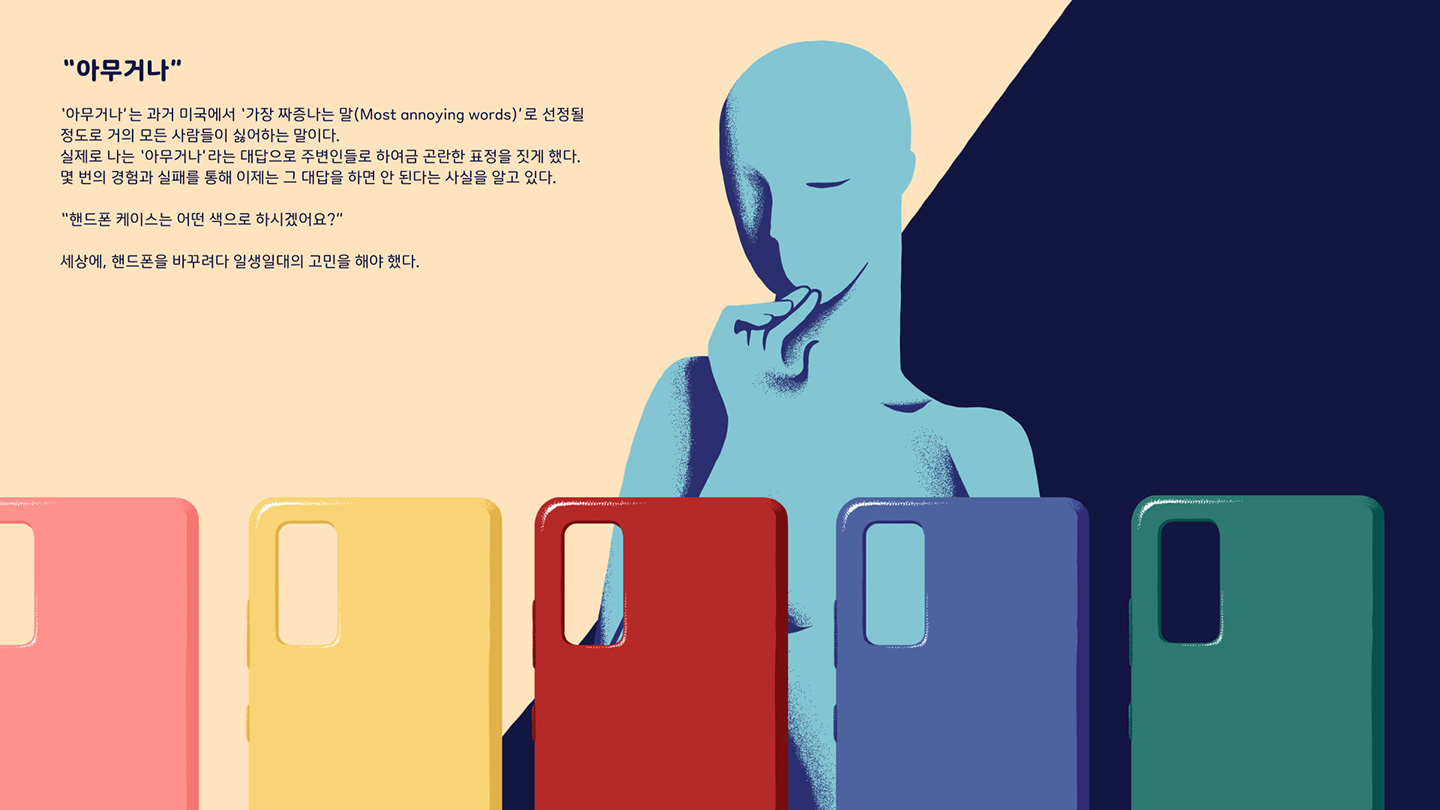 “아무거나”
‘아무거나’는 과거 미국에서 ‘가장 짜증나는 말(Most annoying words)’로 선정될
정도로 거의 모든 사람들이 싫어하는 말이다.
실제로 나는 ‘아무거나’라는 대답으로 주변인들로 하여금 곤란한 표정을 짓게 했다.
몇 번의 경험과 실패를 통해 이제는 그 대답을 하면 안 된다는 사실을 알고 있다.
“핸드폰 케이스는 어떤 색으로 하시겠어요?”
세상에, 핸드폰을 바꾸려다 일생일대의 고민을 해야 했다.